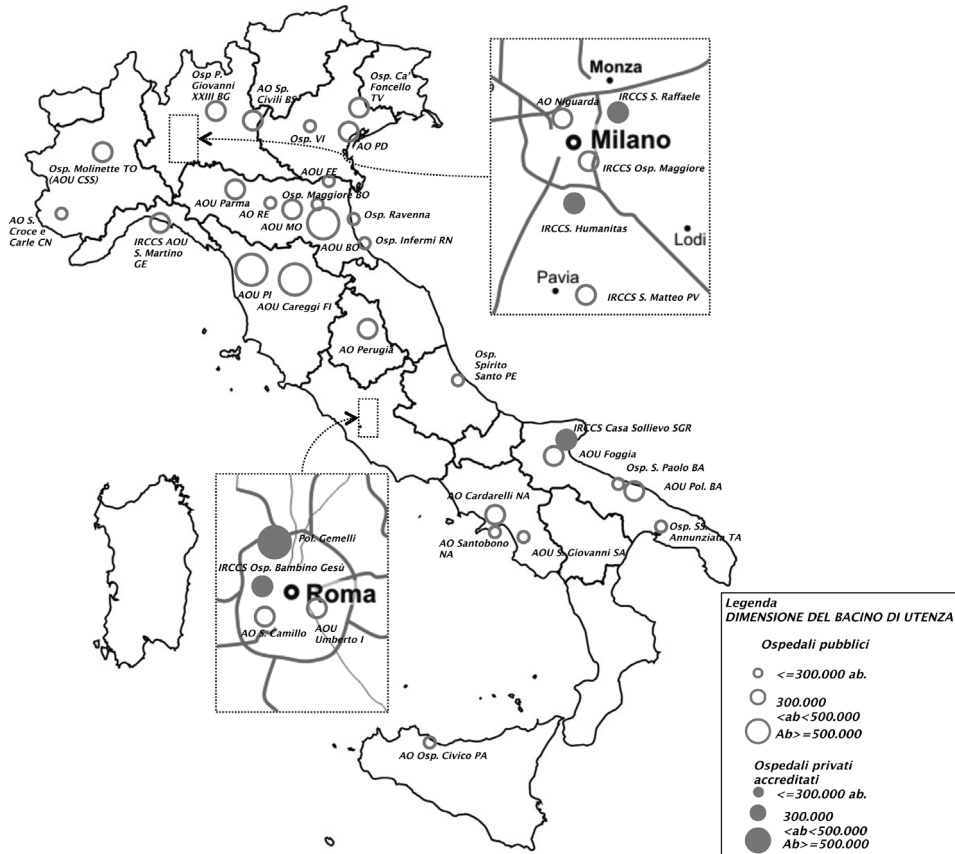 Osp P.
Giovanni
XXIII BG
AO Sp.
Civili BS
Osp. Ca'
Foncello
TV
Osp. VI
AO PD
Osp. Molinette TO
(AOU CSS)
AO S.
Croce e
Carle CN
IRCCS AOU
S. Martino
GE
AOU FE
AOU Parma
Osp. Maggiore BO
AO RE
AOU MO
AOU BO
Osp. Ravenna
Osp. Infermi RN
AOU PI
AOU Careggi FI
AO Perugia
Osp.
Spirito
Santo PE
Monza
IRCCS S. Raffaele
AO Niguarda
Milano
IRCCS Osp. Maggiore
IRCCS. Humanitas
Lodi
Pavia
IRCCS S. Matteo PV
IRCCS Casa Sollievo SGR
AOU Foggia
Osp. S. Paolo BA
AOU Pol. BA
AO Cardarelli NA
AO Santobono
NA
AOU S. Giovanni SA
Osp. SS.
Annunziata TA
Pol. Gemelli
IRCCS Osp. Bambino Gesù
Roma
AO S. Camillo
AOU
Umberto I
AO Osp. Civico PA
Legenda
DIMENSIONE DEL BACINO DI UTENZA
Ospedali pubblici
<=300.000 ab.
300.000
<ab<500.000
Ab>=500.000
Ospedali privati
accreditati
<=300.000 ab.
300.000
<ab<500.000
Ab>=500.000